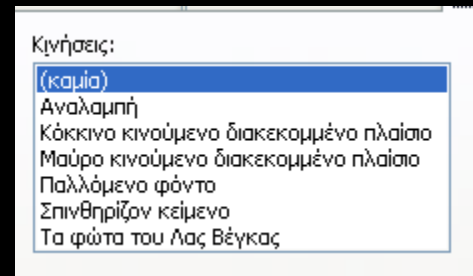 Κινήσεις:
(καμία)
Αναλαμπή
Κόκκινο κινούμενο διακεκομμένο πλαίσιο
Μαύρο κινούμενο διακεκομμένο πλαίσιο
Παλλόμενο φόντο
Σπινθηρίζον κείμενο
Τα φώτα του Λας Βέγκας